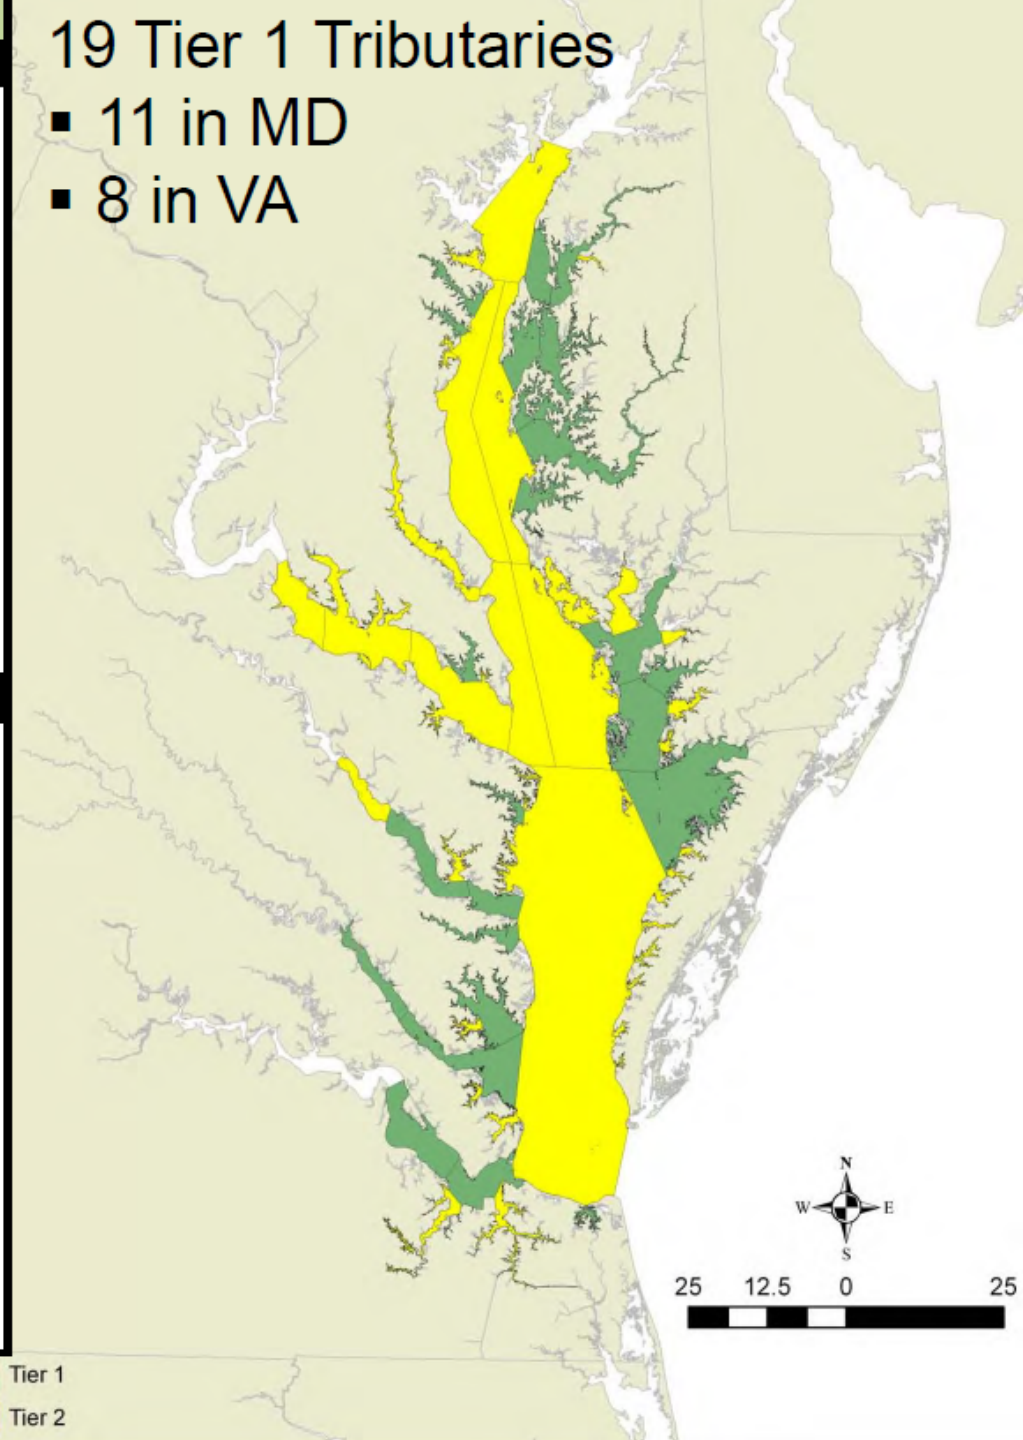 19 Tier 1 Tributaries
▪ 11 in MD
▪ 8 in VA
N
W E
S
25 12.5 0 25
Tier 1
Tier 2